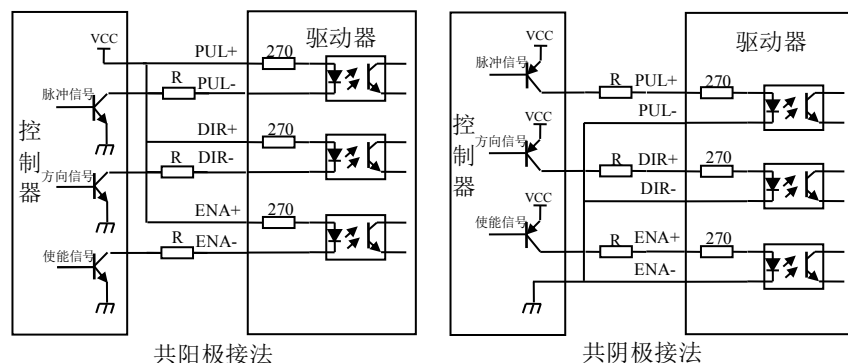 VCC
PUL+
270
驱动器
脉冲信号
R
PUL-
控制器
DIR+
270
方向信号
R
DIR-
ENA+
270
使能信号
R
ENA-
共阳极接法
VCC
驱动器
脉冲信号
R
PUL+
270
PUL-
控制器
VCC
方向信号
R
DIR+
270
DIR-
VCC
使能信号
R
ENA+
270
ENA-
共阴极接法